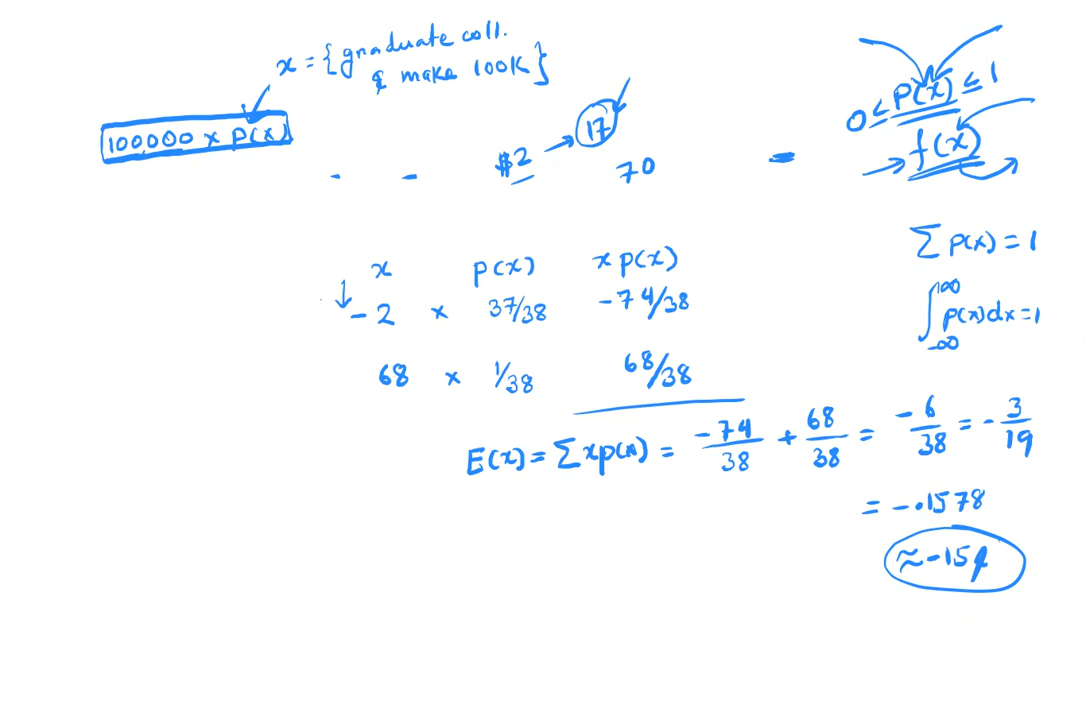 x = {graduate coll.
& make 100K}
100,000 x p(x)
0 ≤ p(x) ≤ 1
f(x)
- - $2 → 17
70
Σ p(x) = 1
∫ -∞ +∞ p(x)dx = 1
x p(x) x p(x)
-2 x 37/38 -74/38
68 x 1/38 68/38
E(x) = Σ xp(x) = -74/38 + 68/38 = -6/38 = -3/19
= -.1578
≈ -15¢